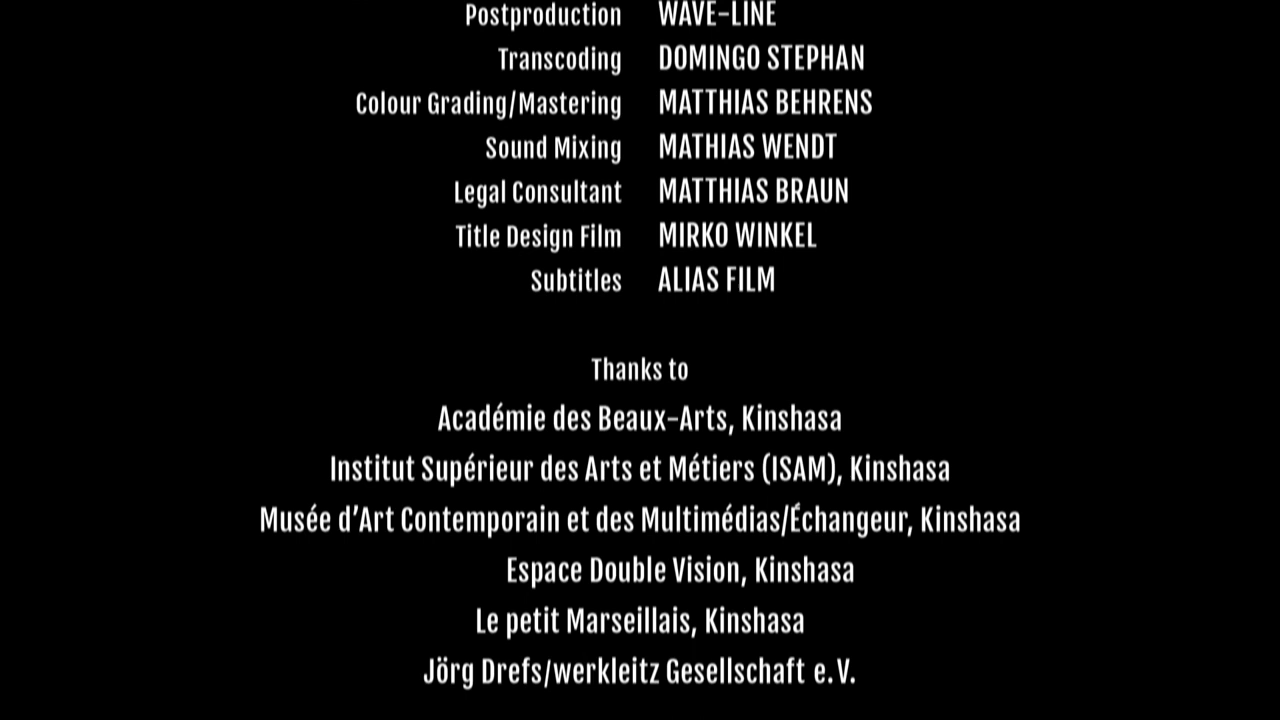 Postproduction WAVE-LINE
Transcoding DOMINGO STEPHAN
Colour Grading/Mastering MATTHIAS BEHRENS
Sound Mixing MATHIAS WENDT
Legal Consultant MATTHIAS BRAUN
Title Design Film MIRKO WINKEL
Subtitles ALIAS FILM
Thanks to
Académie des Beaux-Arts, Kinshasa
Institut Supérieur des Arts et Métiers (ISAM), Kinshasa
Musée d’Art Contemporain et des Multimédias/Échangeur, Kinshasa
Espace Double Vision, Kinshasa
Le petit Marseillais, Kinshasa
Jörg Drefs/werkleitz Gesellschaft e.V.